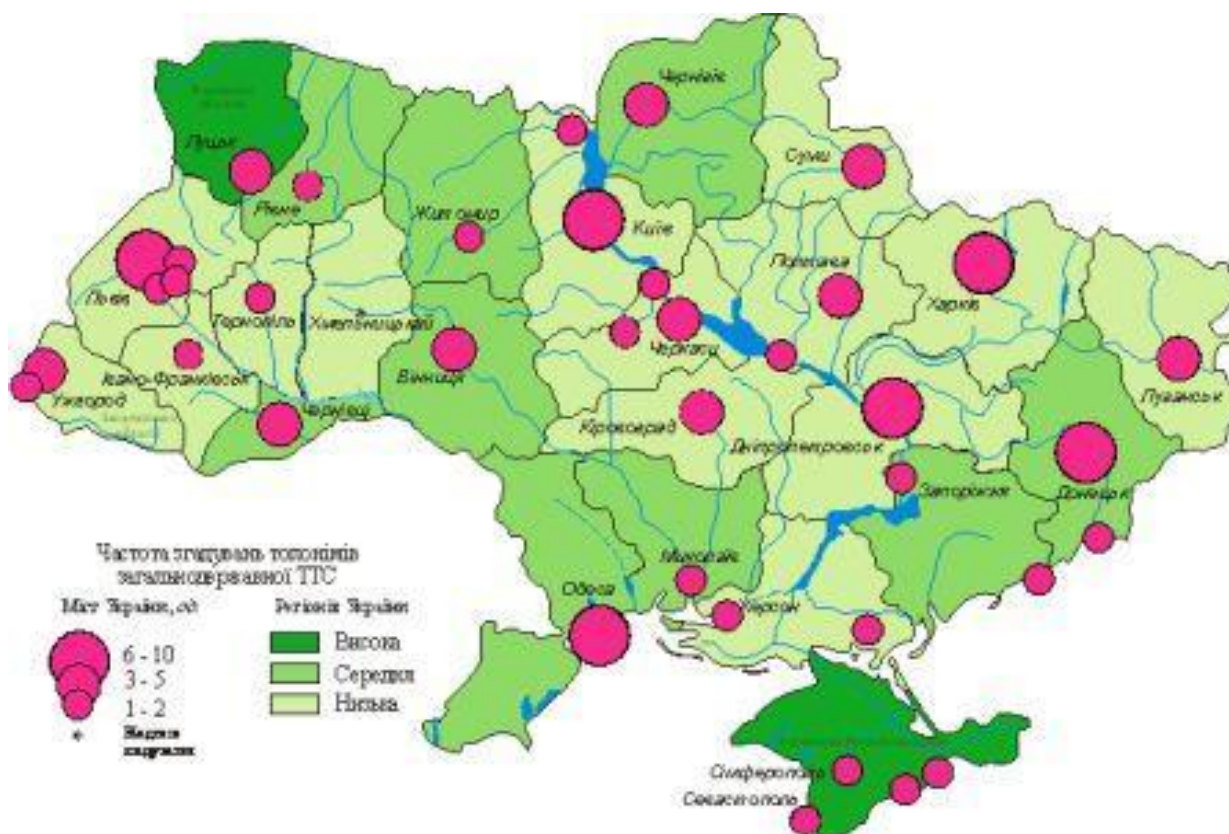 Чернігів
Луцьк
Суми
Рівне
Житомир
Київ
Полтава
Львів
Харків
Тернопіль
Хмельницький
Черкаси
Івано-Франківськ
Вінниця
Луганськ
Ужгород
Чернівці
Кіровоград
Дніпропетровськ
Запоріжжя
Донецьк
Частота згадувань топонімів
загальнодержавної ТТС
Миколаїв
Одеса
Херсон
Міст України, од
Регіонів України
6 - 10
3 - 5
1 - 2
Висока
Середня
Низька
Сімферополь
Севастополь